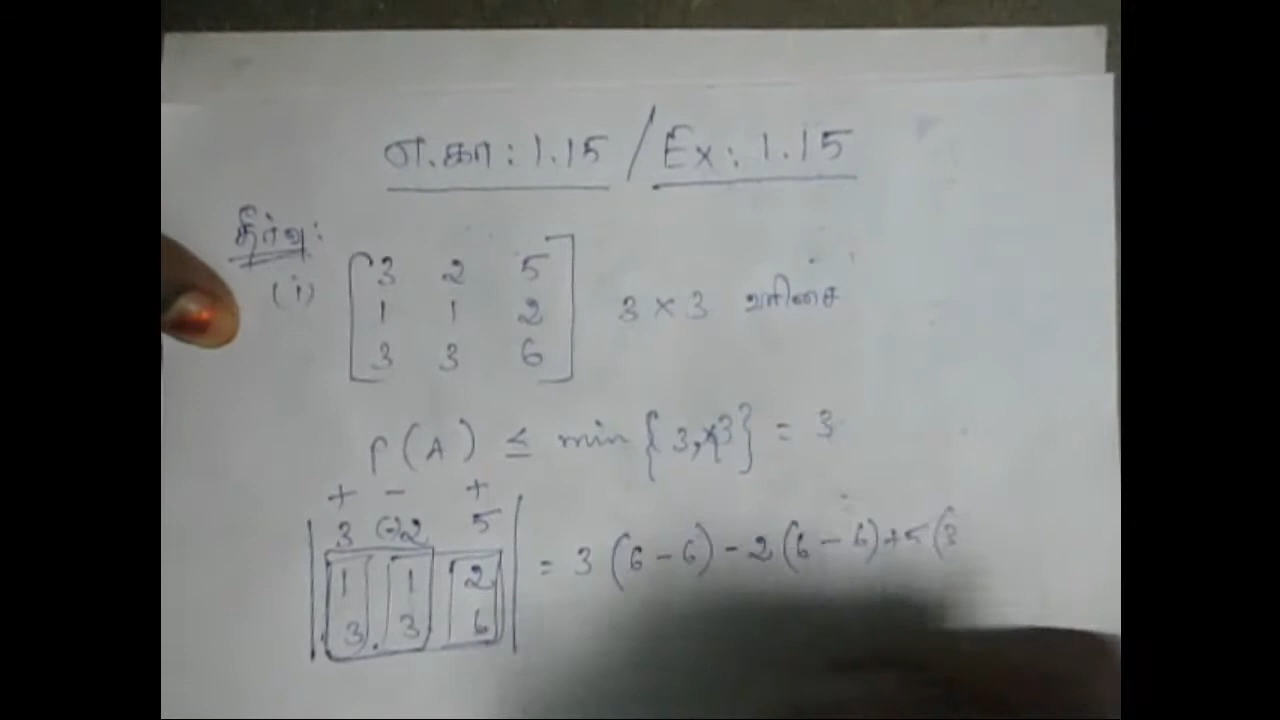 எ.கா : 1.15 / Ex: 1.15
தீர்வு:
(i) [ 3 2 5
1 1 2 3 × 3 வரிசை
3 3 6 ]
ρ(A) ≤ min { 3, 3 } = 3
+ - +
| 3 (-)2 5
1 1 2 | = 3 (6 - 6) - 2 (6 - 6) + 5 (3
3 3 6